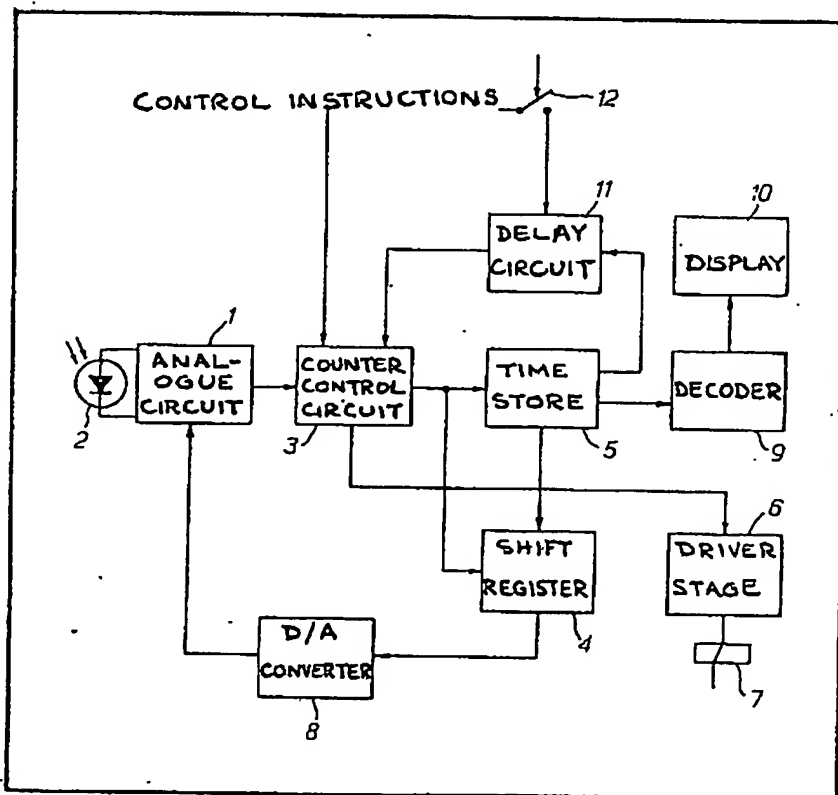 CONTROL INSTRUCTIONS
12
11
DELAY
CIRCUIT
10
DISPLAY
1
ANAL-
OGUE
CIRCUIT
2
COUNTER
CONTROL
CIRCUIT
3
TIME
STORE
5
DECODER
9
SHIFT
REGISTER
4
6
DRIVER
STAGE
7
D/A
CONVERTER
8